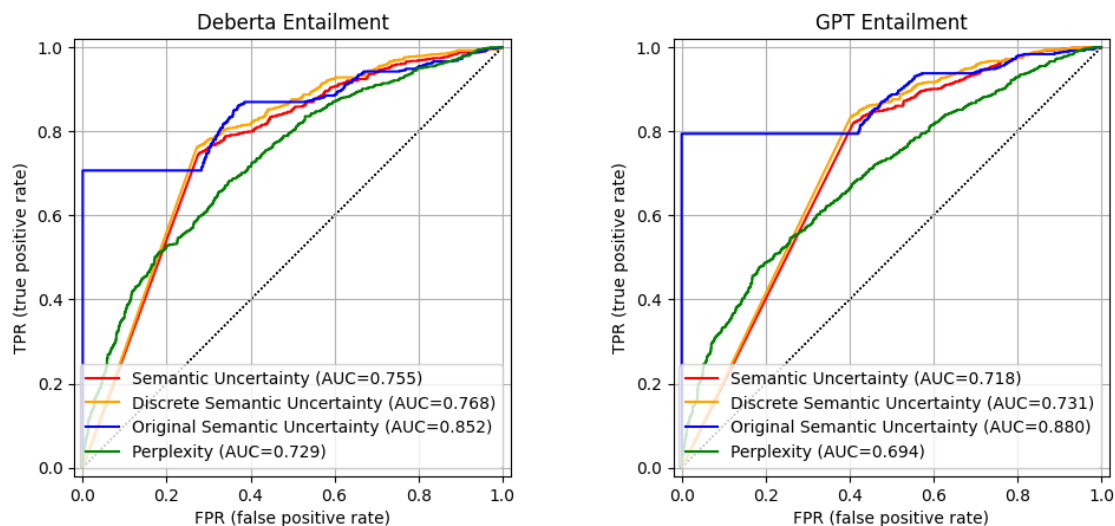 Deberta Entailment
1.0
0.8
0.6
0.4
0.2
0.0
TPR (true positive rate)
Semantic Uncertainty (AUC=0.755)
Discrete Semantic Uncertainty (AUC=0.768)
Original Semantic Uncertainty (AUC=0.852)
Perplexity (AUC=0.729)
0.0 0.2 0.4 0.6 0.8 1.0
FPR (false positive rate)
GPT Entailment
1.0
0.8
0.6
0.4
0.2
0.0
TPR (true positive rate)
Semantic Uncertainty (AUC=0.718)
Discrete Semantic Uncertainty (AUC=0.731)
Original Semantic Uncertainty (AUC=0.880)
Perplexity (AUC=0.694)
0.0 0.2 0.4 0.6 0.8 1.0
FPR (false positive rate)